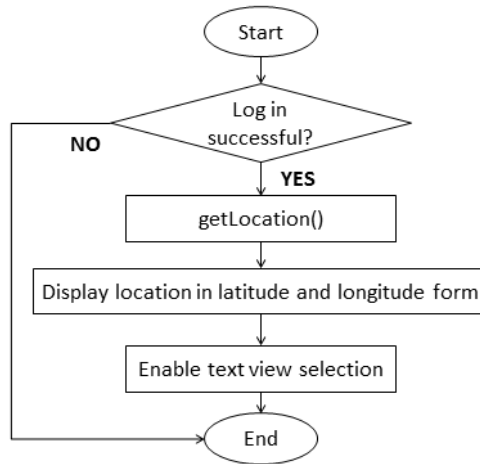 Start
Log in
successful?
NO
YES
getLocation()
Display location in latitude and longitude form
Enable text view selection
End